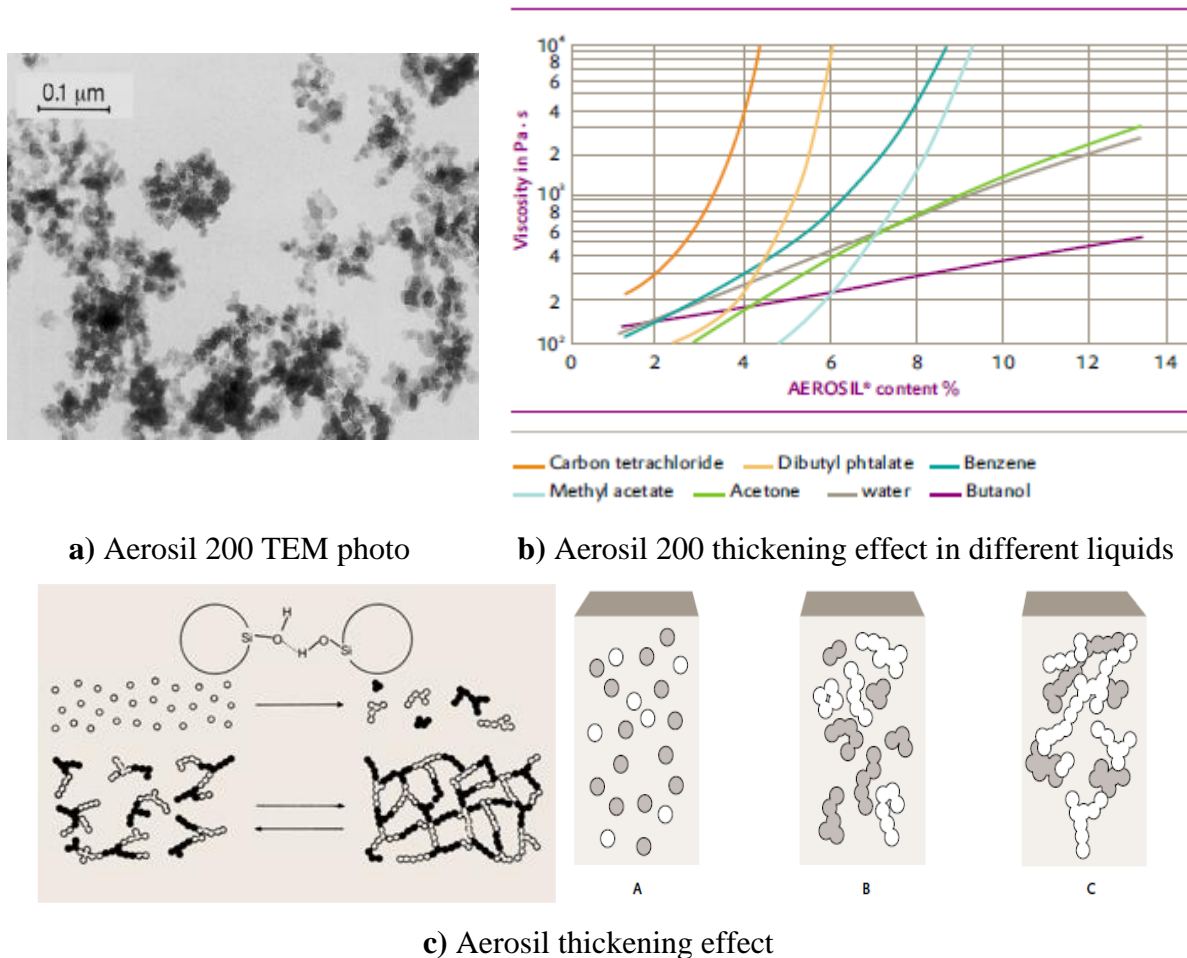 0.1 μm
Viscosity in Pa · s
10⁴
8
6
4
2
10³
8
6
4
2
10²
0 2 4 6 8 10 12 14
AEROSIL® content %
Carbon tetrachloride Dibutyl phtalate Benzene
Methyl acetate Acetone water Butanol
a) Aerosil 200 TEM photo b) Aerosil 200 thickening effect in different liquids
H
Si O H O Si
A B C
c) Aerosil thickening effect